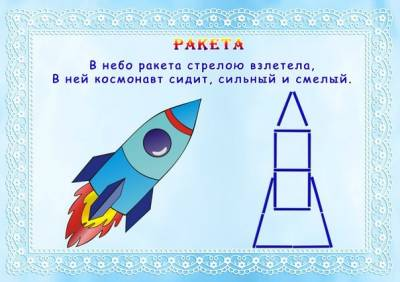 РАКЕТА
В небо ракета стрелою взлетела,
В ней космонавт сидит, сильный и смелый.